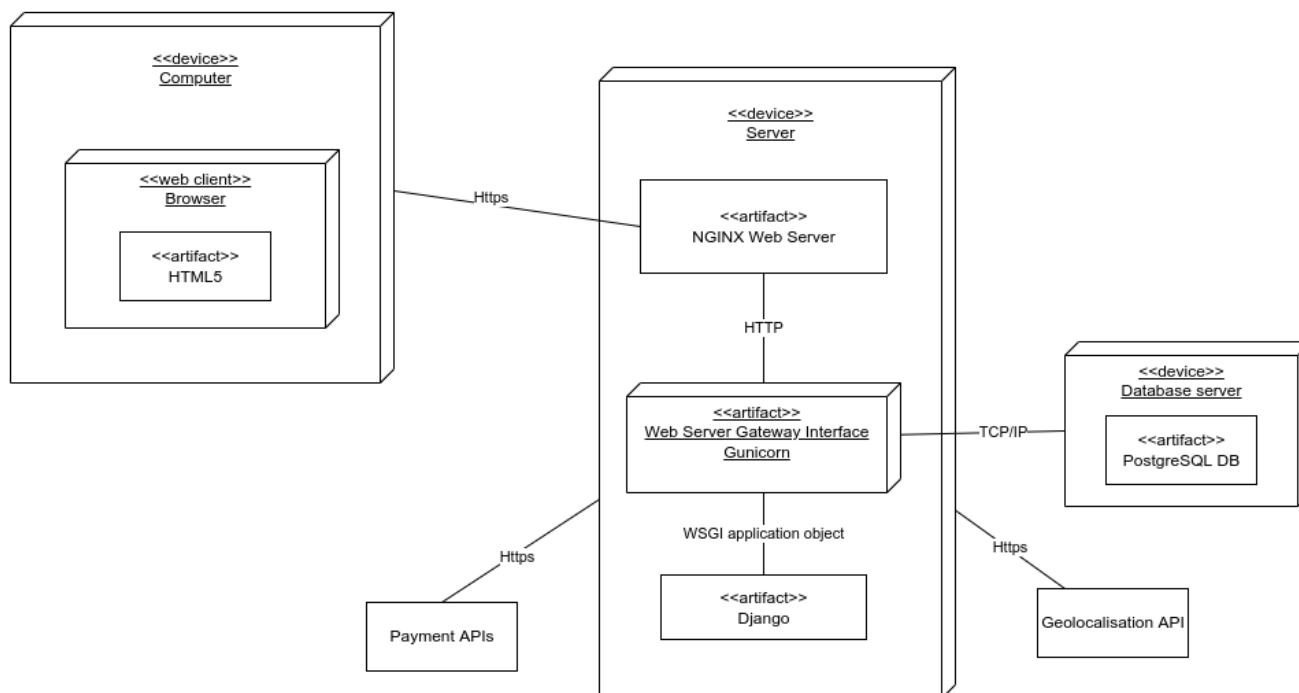 <<device>>
Computer
<<web client>>
Browser
<<artifact>>
HTML5
Https
<<device>>
Server
<<artifact>>
NGINX Web Server
HTTP
<<artifact>>
Web Server Gateway Interface
Gunicorn
TCP/IP
<<device>>
Database server
<<artifact>>
PostgreSQL DB
WSGI application object
<<artifact>>
Django
Https
Payment APIs
Https
Geolocalisation API